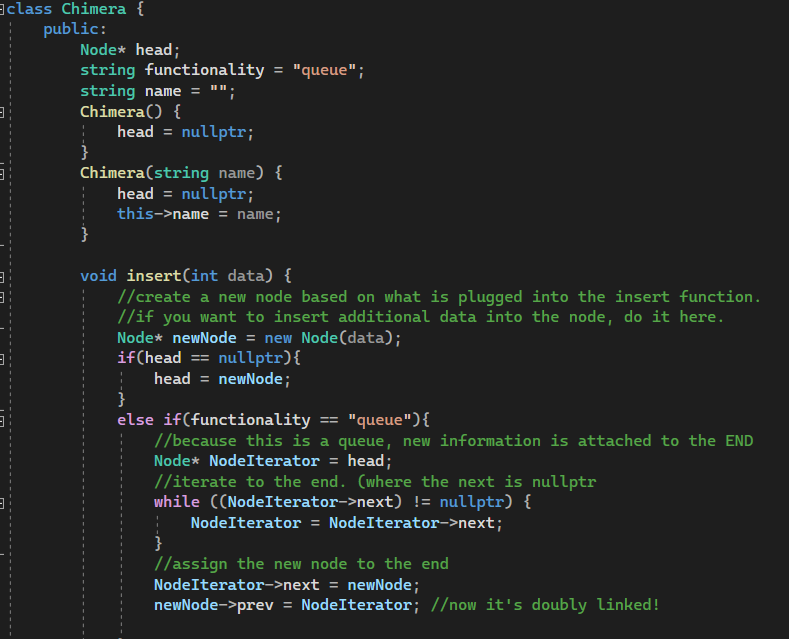 class Chimera {
public:
Node* head;
string functionality = "queue";
string name = "";
Chimera() {
head = nullptr;
}
Chimera(string name) {
head = nullptr;
this->name = name;
}
void insert(int data) {
//create a new node based on what is plugged into the insert function.
//if you want to insert additional data into the node, do it here.
Node* newNode = new Node(data);
if(head == nullptr){
head = newNode;
}
else if(functionality == "queue"){
//because this is a queue, new information is attached to the END
Node* NodeIterator = head;
//iterate to the end. (where the next is nullptr
while ((NodeIterator->next) != nullptr) {
NodeIterator = NodeIterator->next;
}
//assign the new node to the end
NodeIterator->next = newNode;
newNode->prev = NodeIterator; //now it's doubly linked!